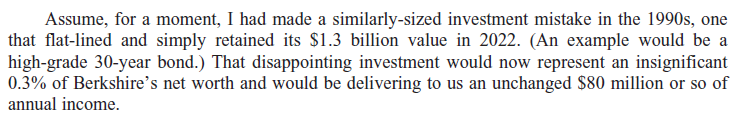 Assume, for a moment, I had made a similarly-sized investment mistake in the 1990s, one
that flat-lined and simply retained its $1.3 billion value in 2022. (An example would be a
high-grade 30-year bond.) That disappointing investment would now represent an insignificant
0.3% of Berkshire’s net worth and would be delivering to us an unchanged $80 million or so of
annual income.